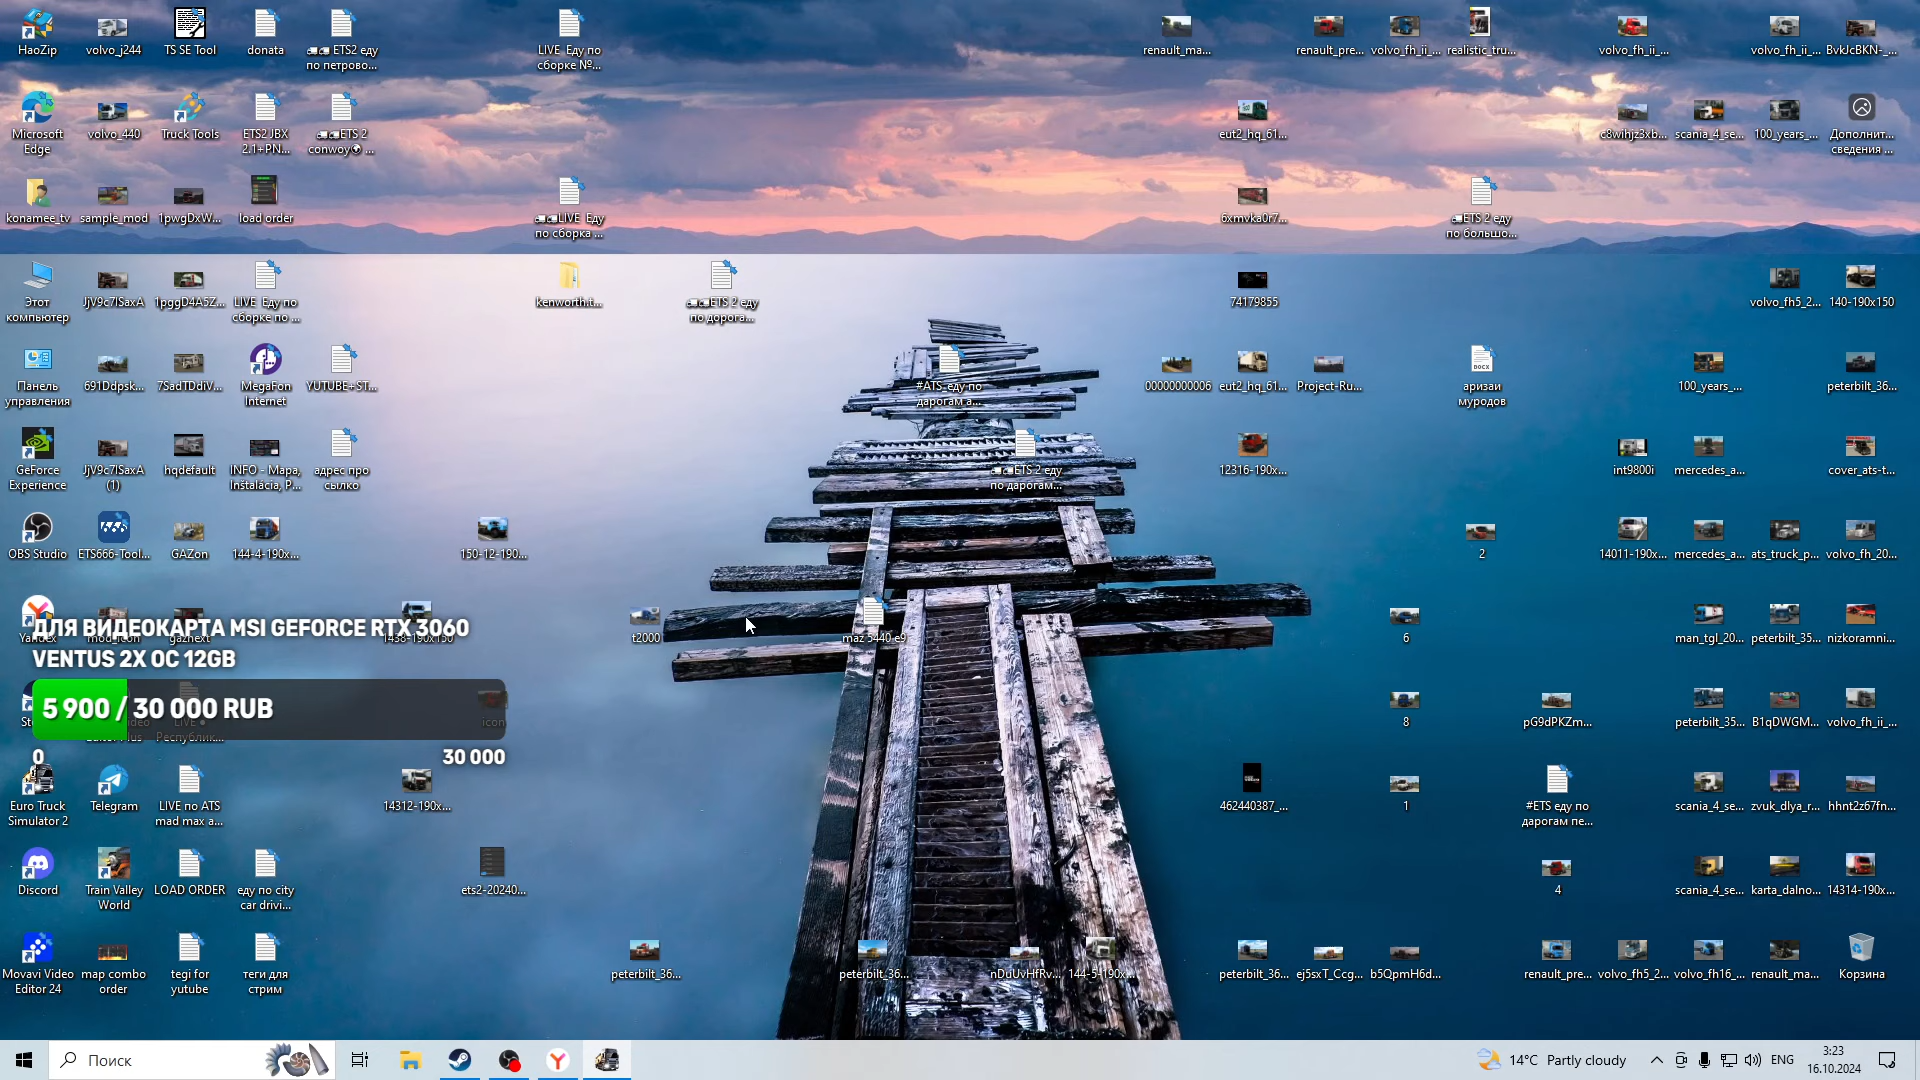 HaoZip
volvo_j244
TS SE Tool
donata
ETS2 еду
по петрово...
LIVE Еду по
сборке №...
renault_ma...
renault_pre...
volvo_fh_ii_...
realistic_tru...
volvo_fh_ii_...
volvo_fh_ii_...
BvkJcBKN-_...
Microsoft
Edge
volvo_440
Truck Tools
ETS2 JBX
2.1+PN...
ETS 2
conwoy ...
eut2_hq_61...
c8wihjz3xb...
scania_4_se...
100_years_...
Дополнит...
сведения ...
konamee_tv
sample_mod
1pwgDxW...
load order
LIVE Еду
по сборка ...
6xmvka0r7...
ETS 2 еду
по большо...
Этот
компьютер
JjV9c7lSaxA
1pggD4A5Z...
LIVE Еду по
сборке по ...
kenworth.t...
ETS 2 еду
по дорога...
74179855
volvo_fh5_2...
140-190x150
Панель
управления
691Ddpsk...
7SadTDdiV...
MegaFon
Internet
YUTUBE+ST...
#ATS еду по
дарогам а...
00000000006
eut2_hq_61...
Project-Ru...
аризаи
муродов
100_years_...
peterbilt_36...
GeForce
Experience
JjV9c7lSaxA
(1)
hqdefault
INFO - Mapa,
Instalácia, P...
адрес про
сылко
ETS 2 еду
по дорогам...
12316-190x...
int9800i
mercedes_a...
cover_ats-t...
OBS Studio
ETS666-Tool...
GAZon
144-4-190x...
150-12-190...
2
14011-190x...
mercedes_a...
ats_truck_p...
volvo_fh_20...
Yandex
mod_icon
gaznext
1438-190x150
t2000
maz 5440 e9
6
man_tgl_20...
peterbilt_35...
nizkoramni...
ДЛЯ ВИДЕОКАРТА MSI GEFORCE RTX 3060
VENTUS 2X OC 12GB
5 900 / 30 000 RUB
0
30 000
icon
LIVE ●
Республик...
8
pG9dPKZm...
peterbilt_35...
B1qDWGM...
volvo_fh_ii_...
Euro Truck
Simulator 2
Telegram
LIVE по ATS
mad max a...
14312-190x...
462440387_...
1
#ETS еду по
дарогам пе...
scania_4_se...
zvuk_dlya_r...
hhnt2z67fn...
Discord
Train Valley
World
LOAD ORDER
еду по city
car drivi...
ets2-20240...
4
scania_4_se...
karta_dalno...
14314-190x...
Movavi Video
Editor 24
map combo
order
tegi for
yutube
теги для
стрим
peterbilt_36...
peterbilt_36...
nDuUvHfRv...
144-5-190x...
peterbilt_36...
ej5sxT_Ccg...
b5QpmH6d...
renault_pre...
volvo_fh5_2...
volvo_fh16_...
renault_ma...
Корзина
Поиск
14°C Partly cloudy
ENG
3:23
16.10.2024